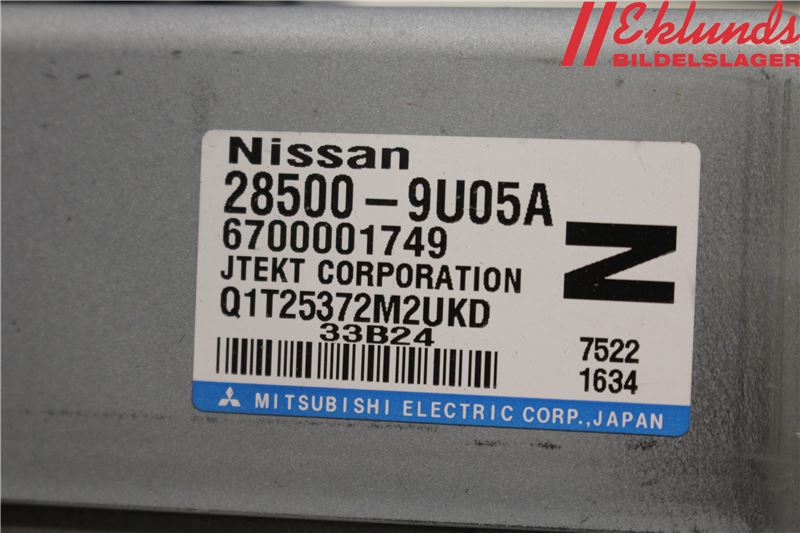 Eklunds
BILDELSLAGER
Nissan
28500-9U05A
6700001749
JTEKT CORPORATION
Q1T25372M2UKD
33B24
N
7522
1634
MITSUBISHI ELECTRIC CORP.,JAPAN